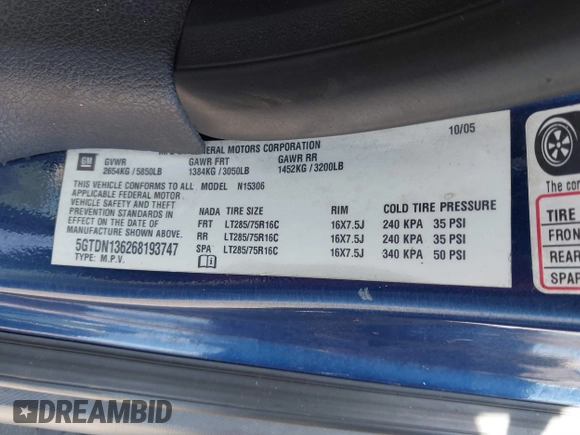 GENERAL MOTORS CORPORATION 10/05
GM GVWR GAWR FRT GAWR RR
2654KG / 5850LB 1384KG / 3050LB 1452KG / 3200LB
THIS VEHICLE CONFORMS TO ALL MODEL N15306
APPLICABLE FEDERAL MOTOR
VEHICLE SAFETY AND THEFT
PREVENTION STANDARDS IN
EFFECT ON THE DATE OF
MANUFACTURE SHOWN ABOVE.
5GTDN136268193747
TYPE: M.P.V.
NADA TIRE SIZE RIM COLD TIRE PRESSURE
FRT LT285/75R16C 16X7.5J 240 KPA 35 PSI
RR LT285/75R16C 16X7.5J 240 KPA 35 PSI
SPA LT285/75R16C 16X7.5J 340 KPA 50 PSI
The
TIRE
FRON
REAR
SPAR
DREAMBID